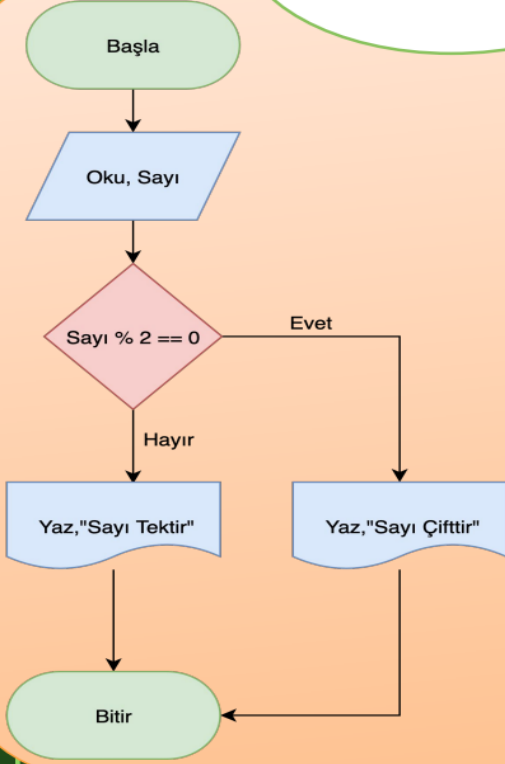 Başla
Oku, Sayı
Sayı % 2 == 0
Evet
Hayır
Yaz,"Sayı Tektir"
Yaz,"Sayı Çifttir"
Bitir